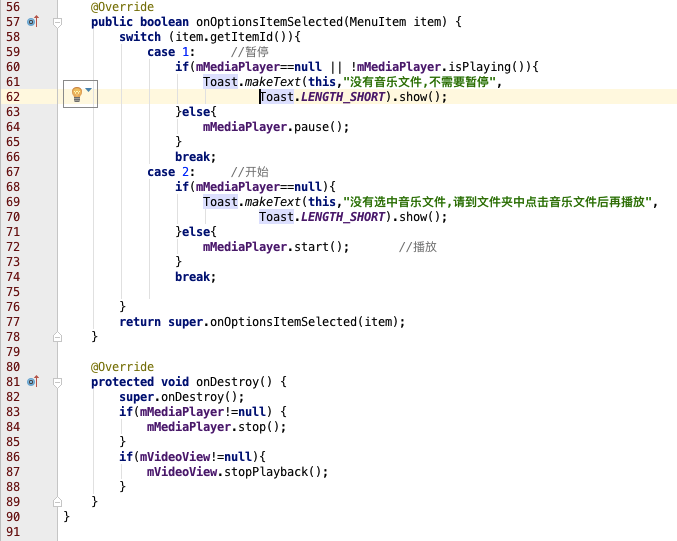 56 @Override
57 public boolean onOptionsItemSelected(MenuItem item) {
58 switch (item.getItemId()){
59 case 1: //暂停
60 if(mMediaPlayer==null || !mMediaPlayer.isPlaying()){
61 Toast.makeText(this,"没有音乐文件,不需要暂停",
62 Toast.LENGTH_SHORT).show();
63 }else{
64 mMediaPlayer.pause();
65 }
66 break;
67 case 2: //开始
68 if(mMediaPlayer==null){
69 Toast.makeText(this,"没有选中音乐文件,请到文件夹中点击音乐文件后再播放",
70 Toast.LENGTH_SHORT).show();
71 }else{
72 mMediaPlayer.start(); //播放
73 }
74 break;
75
76 }
77 return super.onOptionsItemSelected(item);
78 }
79
80 @Override
81 protected void onDestroy() {
82 super.onDestroy();
83 if(mMediaPlayer!=null) {
84 mMediaPlayer.stop();
85 }
86 if(mVideoView!=null){
87 mVideoView.stopPlayback();
88 }
89 }
90 }
91